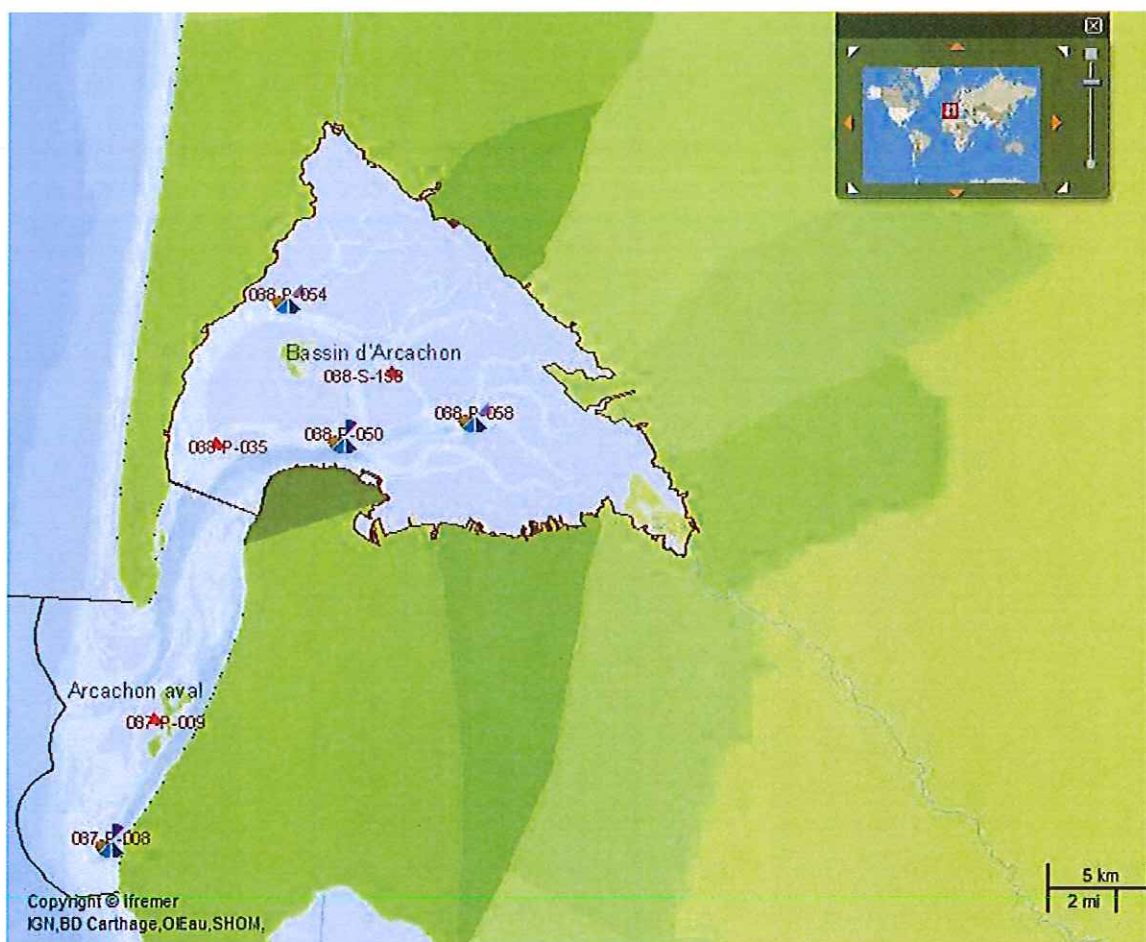 088-P-054
Bassin d'Arcachon
088-S-198
088-P-058
088-P-050
088-P-035
Arcachon aval
087-P-009
087-P-008
5 km
2 mi
Copyright © Ifremer
IGN,BD Carthage,OIEau,SHOM,